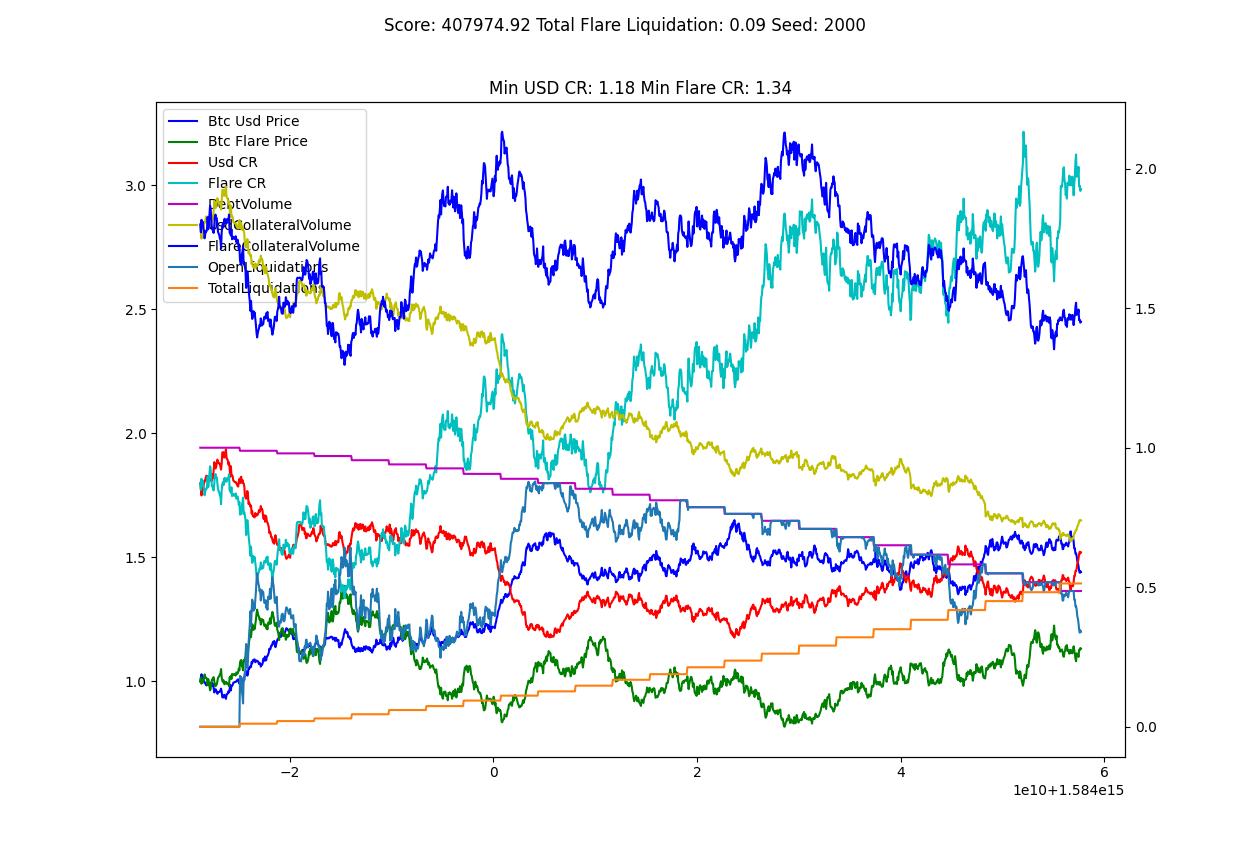 Score: 407974.92 Total Flare Liquidation: 0.09 Seed: 2000
Min USD CR: 1.18 Min Flare CR: 1.34
Btc Usd Price
Btc Flare Price
Usd CR
Flare CR
DebtVolume
UsdCollateralVolume
FlareCollateralVolume
OpenLiquidations
TotalLiquidations
3.0
2.5
2.0
1.5
1.0
2.0
1.5
1.0
0.5
0.0
−2
0
2
4
6
1e10+1.584e15